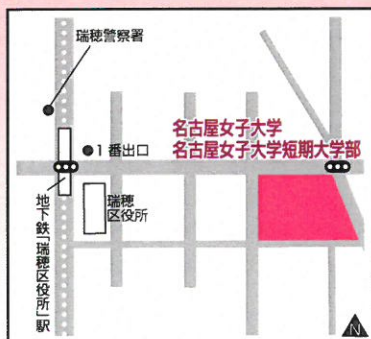 瑞穂警察署
1番出口
名古屋女子大学
名古屋女子大学短期大学部
瑞穂
区役所
地下鉄「瑞穂区役所」駅
N